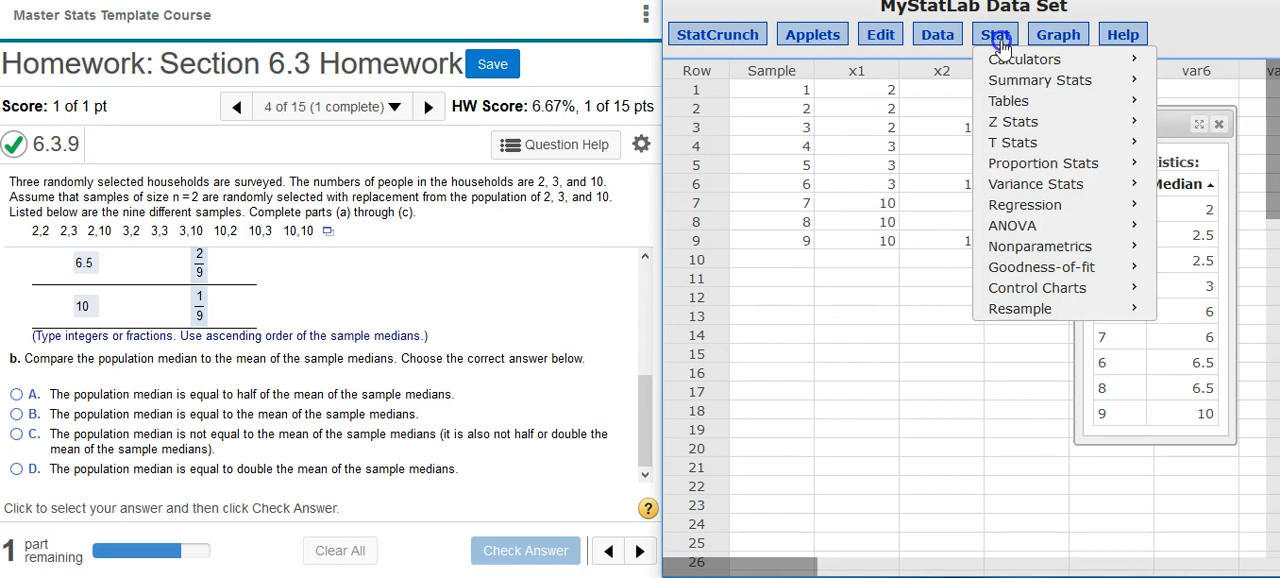 Master Stats Template Course
Homework: Section 6.3 Homework
Save
Score: 1 of 1 pt
4 of 15 (1 complete)
HW Score: 6.67%, 1 of 15 pts
6.3.9
Question Help
Three randomly selected households are surveyed. The numbers of people in the households are 2, 3, and 10.
Assume that samples of size n = 2 are randomly selected with replacement from the population of 2, 3, and 10.
Listed below are the nine different samples. Complete parts (a) through (c).
2,2 2,3 2,10 3,2 3,3 3,10 10,2 10,3 10,10
6.5 2/9
10 1/9
(Type integers or fractions. Use ascending order of the sample medians.)
b. Compare the population median to the mean of the sample medians. Choose the correct answer below.
A. The population median is equal to half of the mean of the sample medians.
B. The population median is equal to the mean of the sample medians.
C. The population median is not equal to the mean of the sample medians (it is also not half or double the
mean of the sample medians).
D. The population median is equal to double the mean of the sample medians.
Click to select your answer and then click Check Answer.
?
1 part
remaining
Clear All
Check Answer
MyStatLab Data Set
StatCrunch Applets Edit Data Stat Graph Help
Row Sample x1 x2 var6 va
1 1 2
2 2 2
3 3 2 1
4 4 3
5 5 3
6 6 3 1
7 7 10
8 8 10
9 9 10 1
10
11
12
13
14
15
16
17
18
19
20
21
22
23
24
25
26
Calculators
Summary Stats
Tables
Z Stats
T Stats
Proportion Stats
Variance Stats
Regression
ANOVA
Nonparametrics
Goodness-of-fit
Control Charts
Resample
istics:
Median
2
2.5
2.5
3
6
7 6
6 6.5
8 6.5
9 10